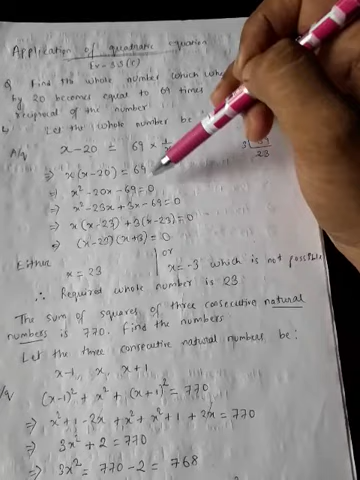 Application of quadratic equation
Q Find the whole number which
by 20 becomes equal to 69 times
reciprocal of the number
Let the whole number be
A/q x-20 = 69 ×
⇒ x(x-20) = 69
⇒ x² -20x -69=0
⇒ x² -23x +3x -69=0
⇒ x(x-23) +3(x-23)=0
⇒ (x-23)(x+3)=0
Either or
x = 23 x=-3 which is not possible
∴ Required whole number is 23
The sum of squares of three consecutive natural
numbers is 770. Find the numbers
Let the three consecutive natural numbers be:
x-1, x, x+1
(x-1)² + x² + (x+1)² = 770
⇒ x²+1-2x + x² + x²+1 + 2x = 770
⇒ 3x² + 2 = 770
⇒ 3x² = 770 -2 = 768